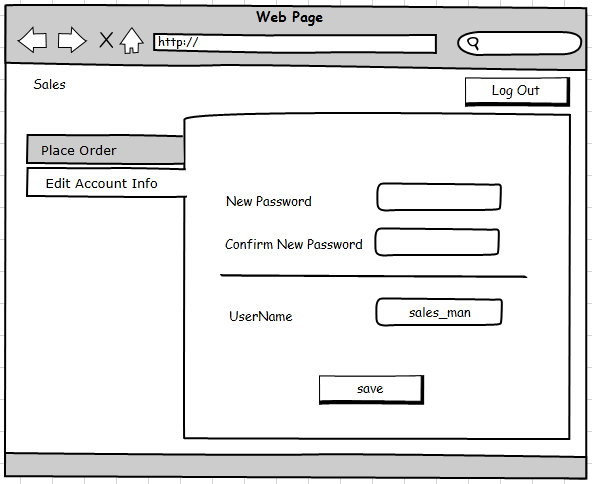 Web Page
http://
Sales
Log Out
Place Order
Edit Account Info
New Password
Confirm New Password
UserName
sales_man
save